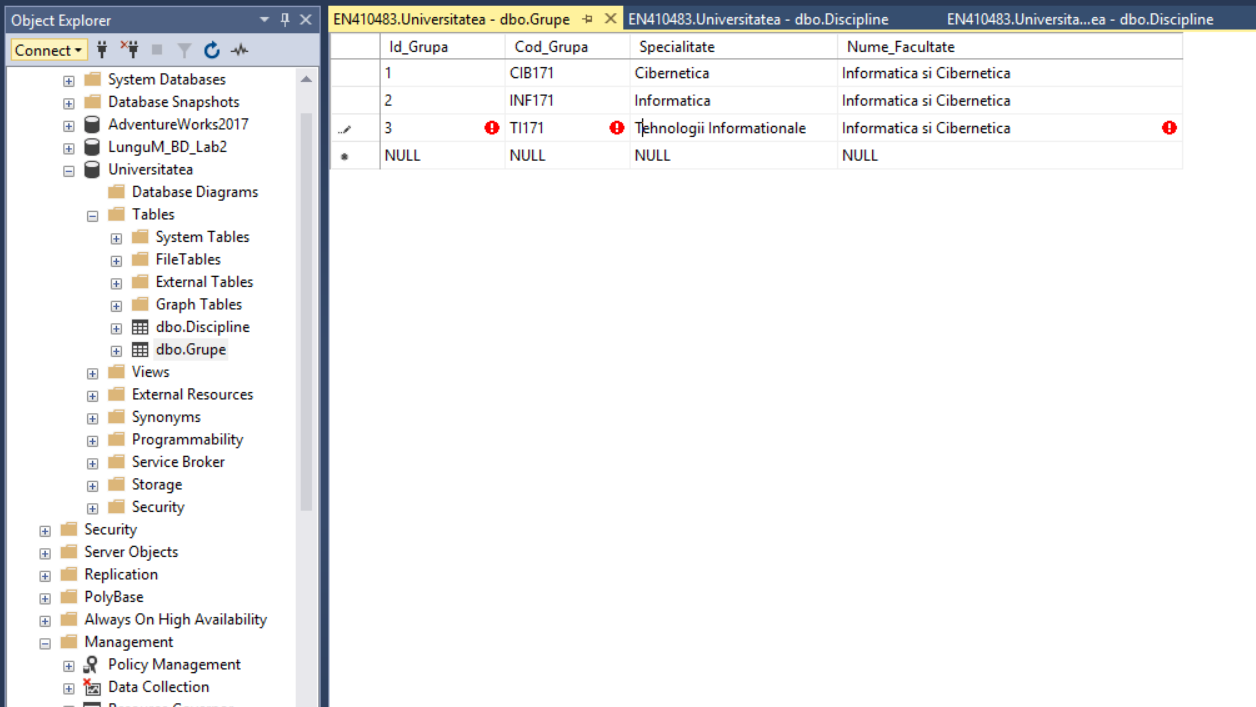 Object Explorer
Connect
System Databases
Database Snapshots
AdventureWorks2017
LunguM_BD_Lab2
Universitatea
Database Diagrams
Tables
System Tables
FileTables
External Tables
Graph Tables
dbo.Discipline
dbo.Grupe
Views
External Resources
Synonyms
Programmability
Service Broker
Storage
Security
Security
Server Objects
Replication
PolyBase
Always On High Availability
Management
Policy Management
Data Collection
EN410483.Universitatea - dbo.Grupe EN410483.Universitatea - dbo.Discipline EN410483.Universita...ea - dbo.Discipline
Id_Grupa Cod_Grupa Specialitate Nume_Facultate
1 CIB171 Cibernetica Informatica si Cibernetica
2 INF171 Informatica Informatica si Cibernetica
3 TI171 Tehnologii Informationale Informatica si Cibernetica
NULL NULL NULL NULL